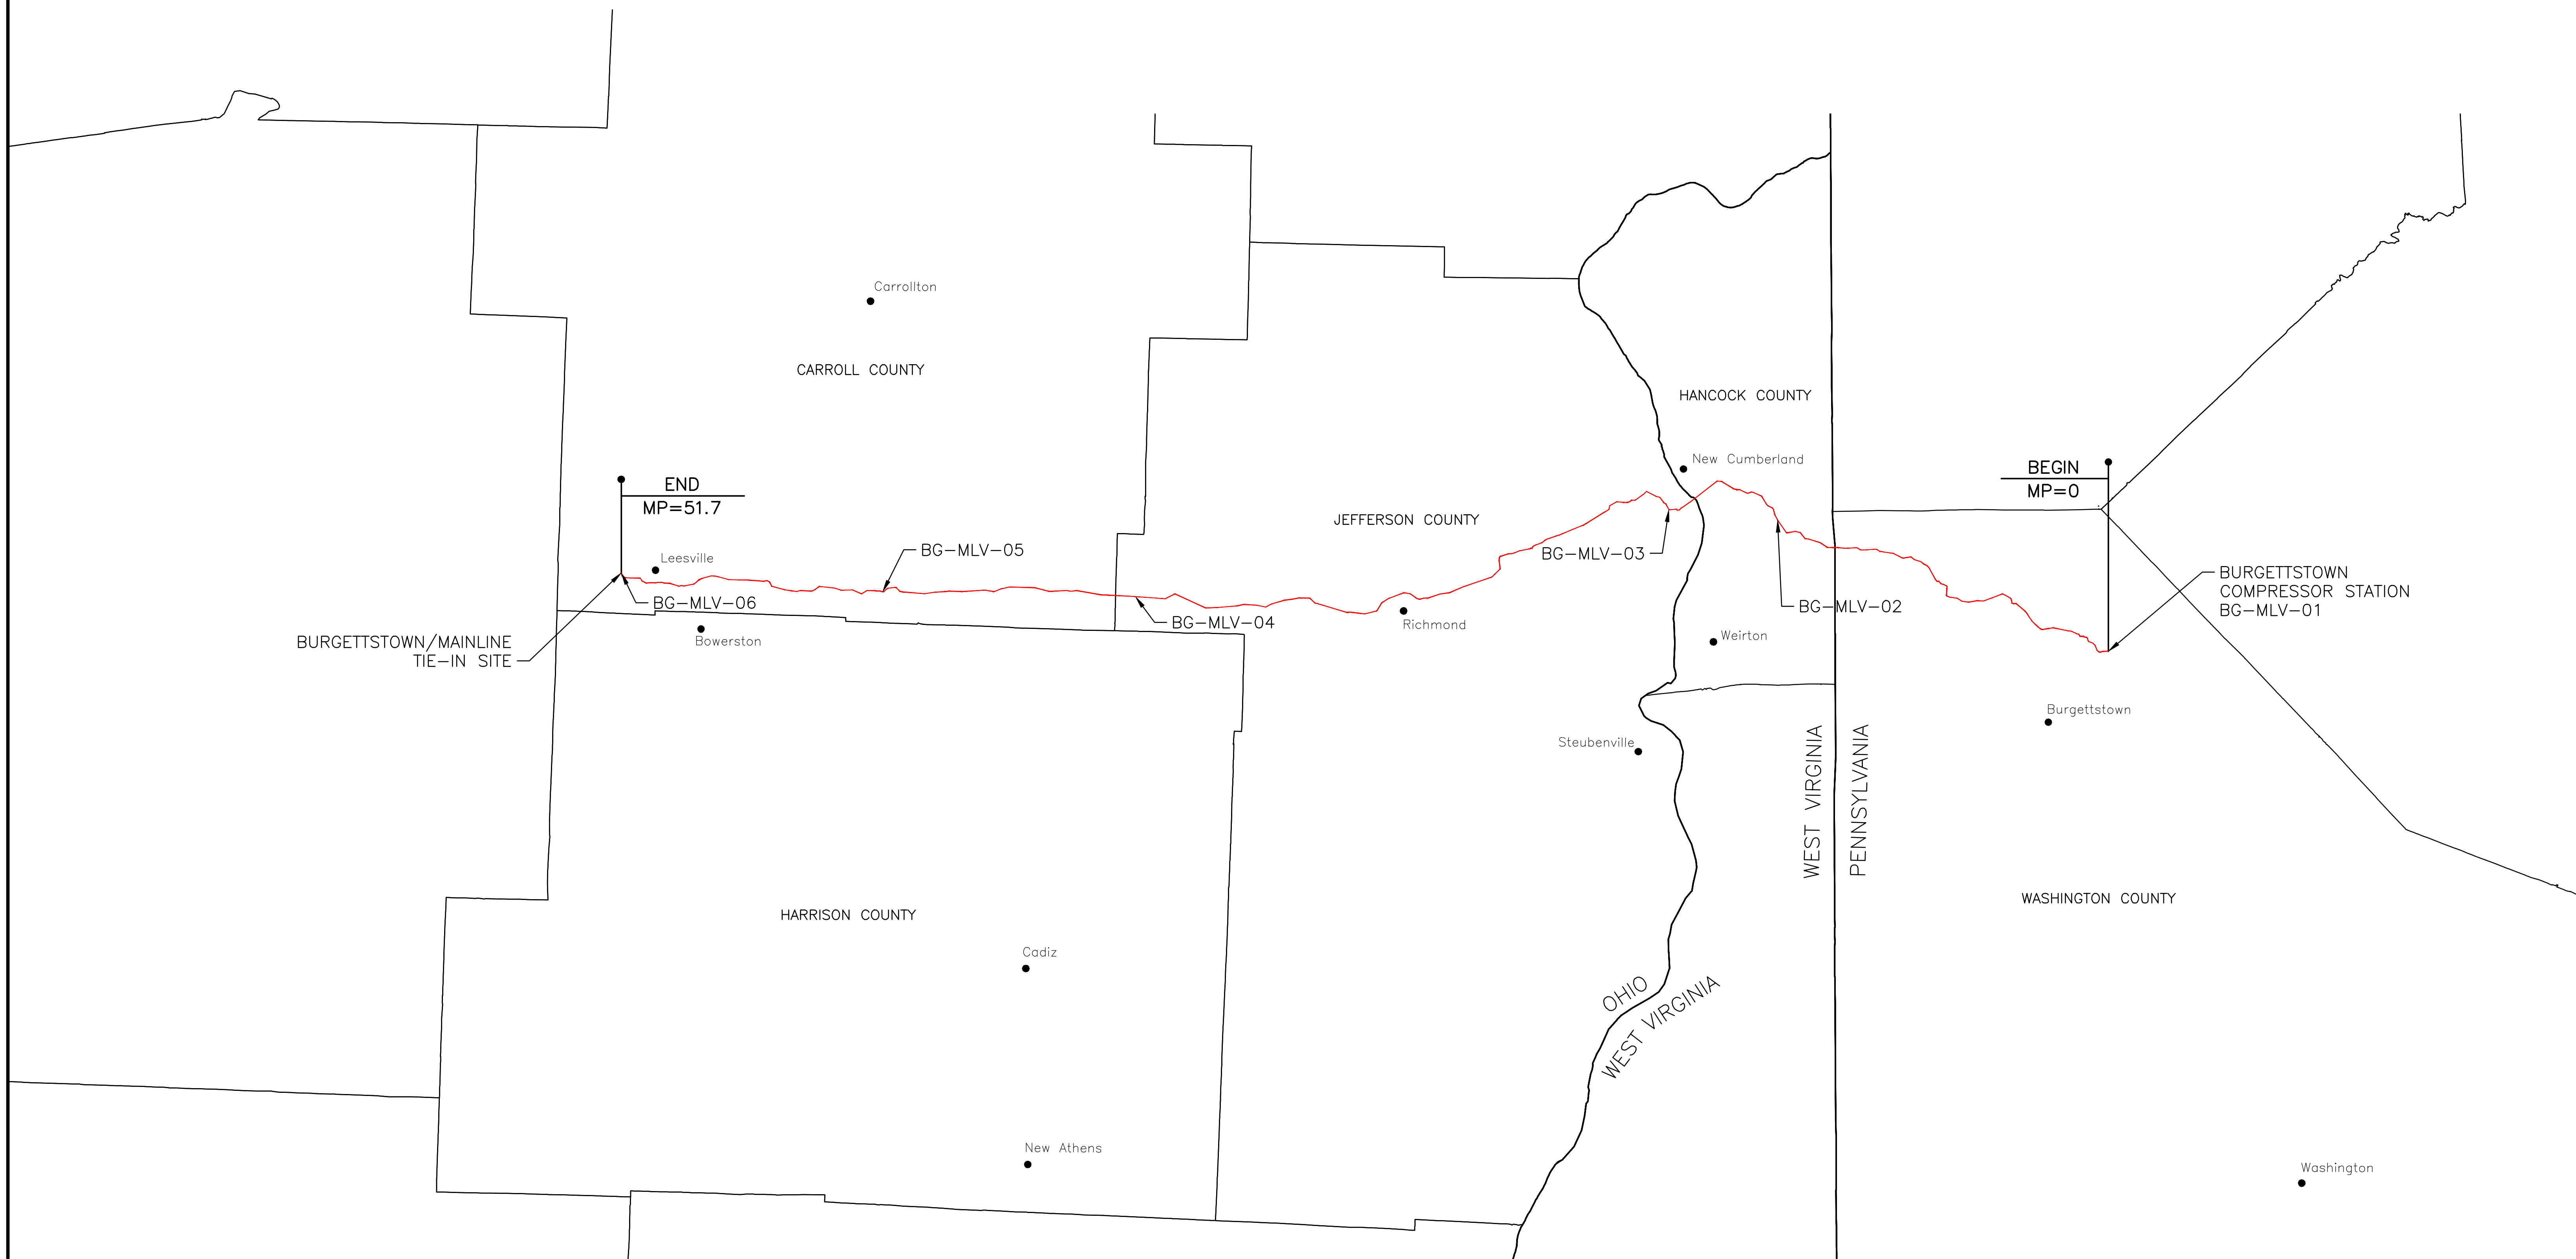 Carrollton
CARROLL COUNTY
HANCOCK COUNTY
New Cumberland
BEGIN
MP=0
END
MP=51.7
JEFFERSON COUNTY
BG-MLV-03
BG-MLV-05
Leesville
BG-MLV-06
BG-MLV-04
Richmond
BG-MLV-02
BURGETTSTOWN
COMPRESSOR STATION
BG-MLV-01
BURGETTSTOWN/MAINLINE
TIE-IN SITE
Bowerston
Weirton
Burgettstown
Steubenville
WEST VIRGINIA
PENNSYLVANIA
HARRISON COUNTY
WASHINGTON COUNTY
Cadiz
OHIO
WEST VIRGINIA
New Athens
Washington